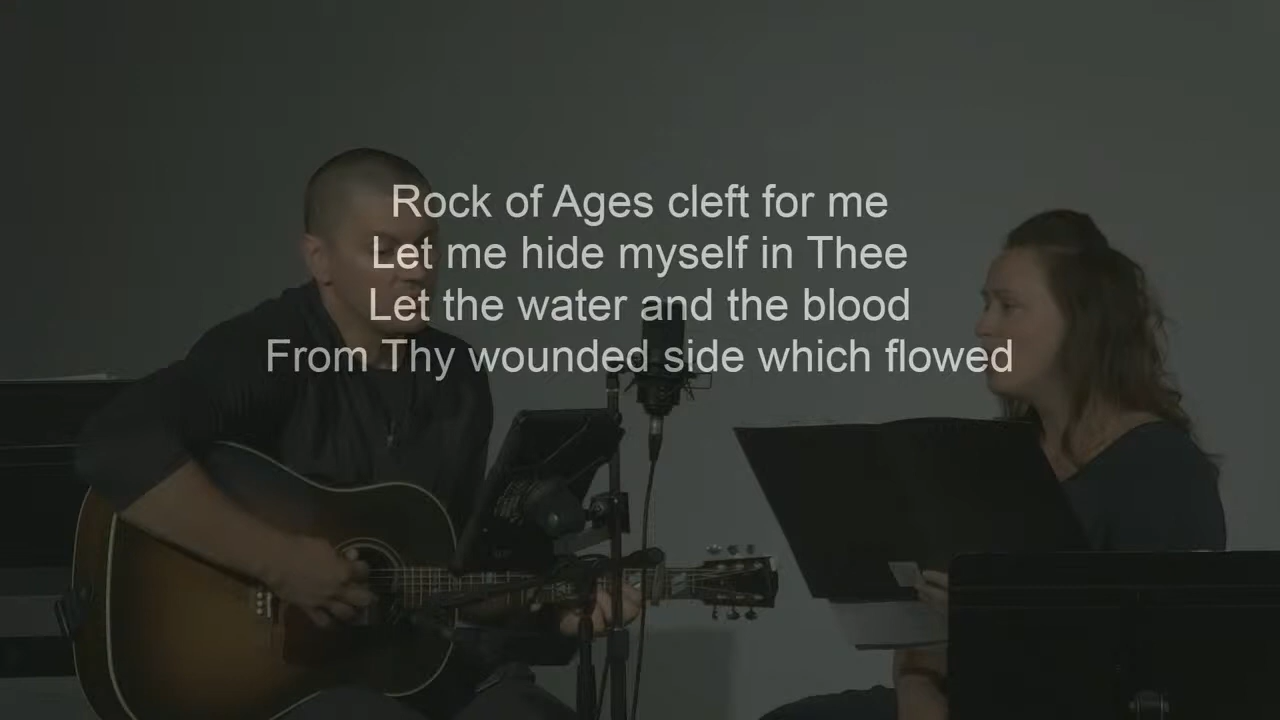 Rock of Ages cleft for me
Let me hide myself in Thee
Let the water and the blood
From Thy wounded side which flowed